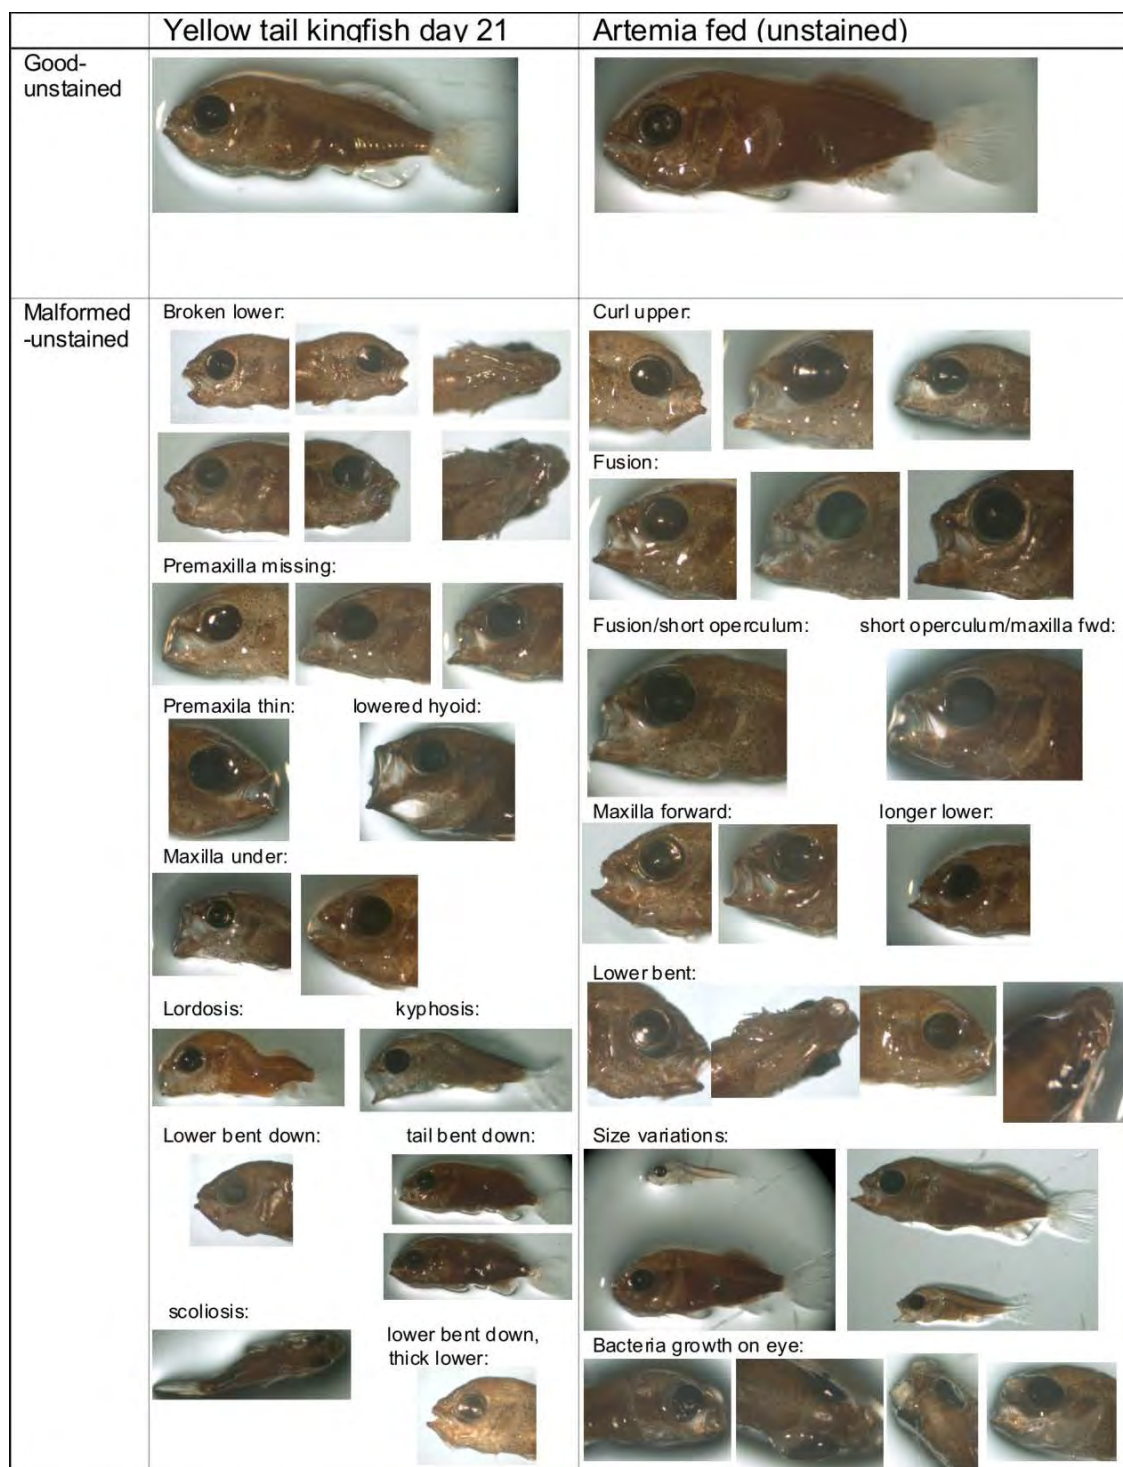 Yellow tail kingfish day 21
Artemia fed (unstained)
Good-
unstained
Malformed
-unstained
Broken lower:
Premaxilla missing:
Premaxila thin:
lowered hyoid:
Maxilla under:
Lordosis:
kyphosis:
Lower bent down:
tail bent down:
scoliosis:
lower bent down,
thick lower:
Curl upper:
Fusion:
Fusion/short operculum:
short operculum/maxilla fwd:
Maxilla forward:
longer lower:
Lower bent:
Size variations:
Bacteria growth on eye: